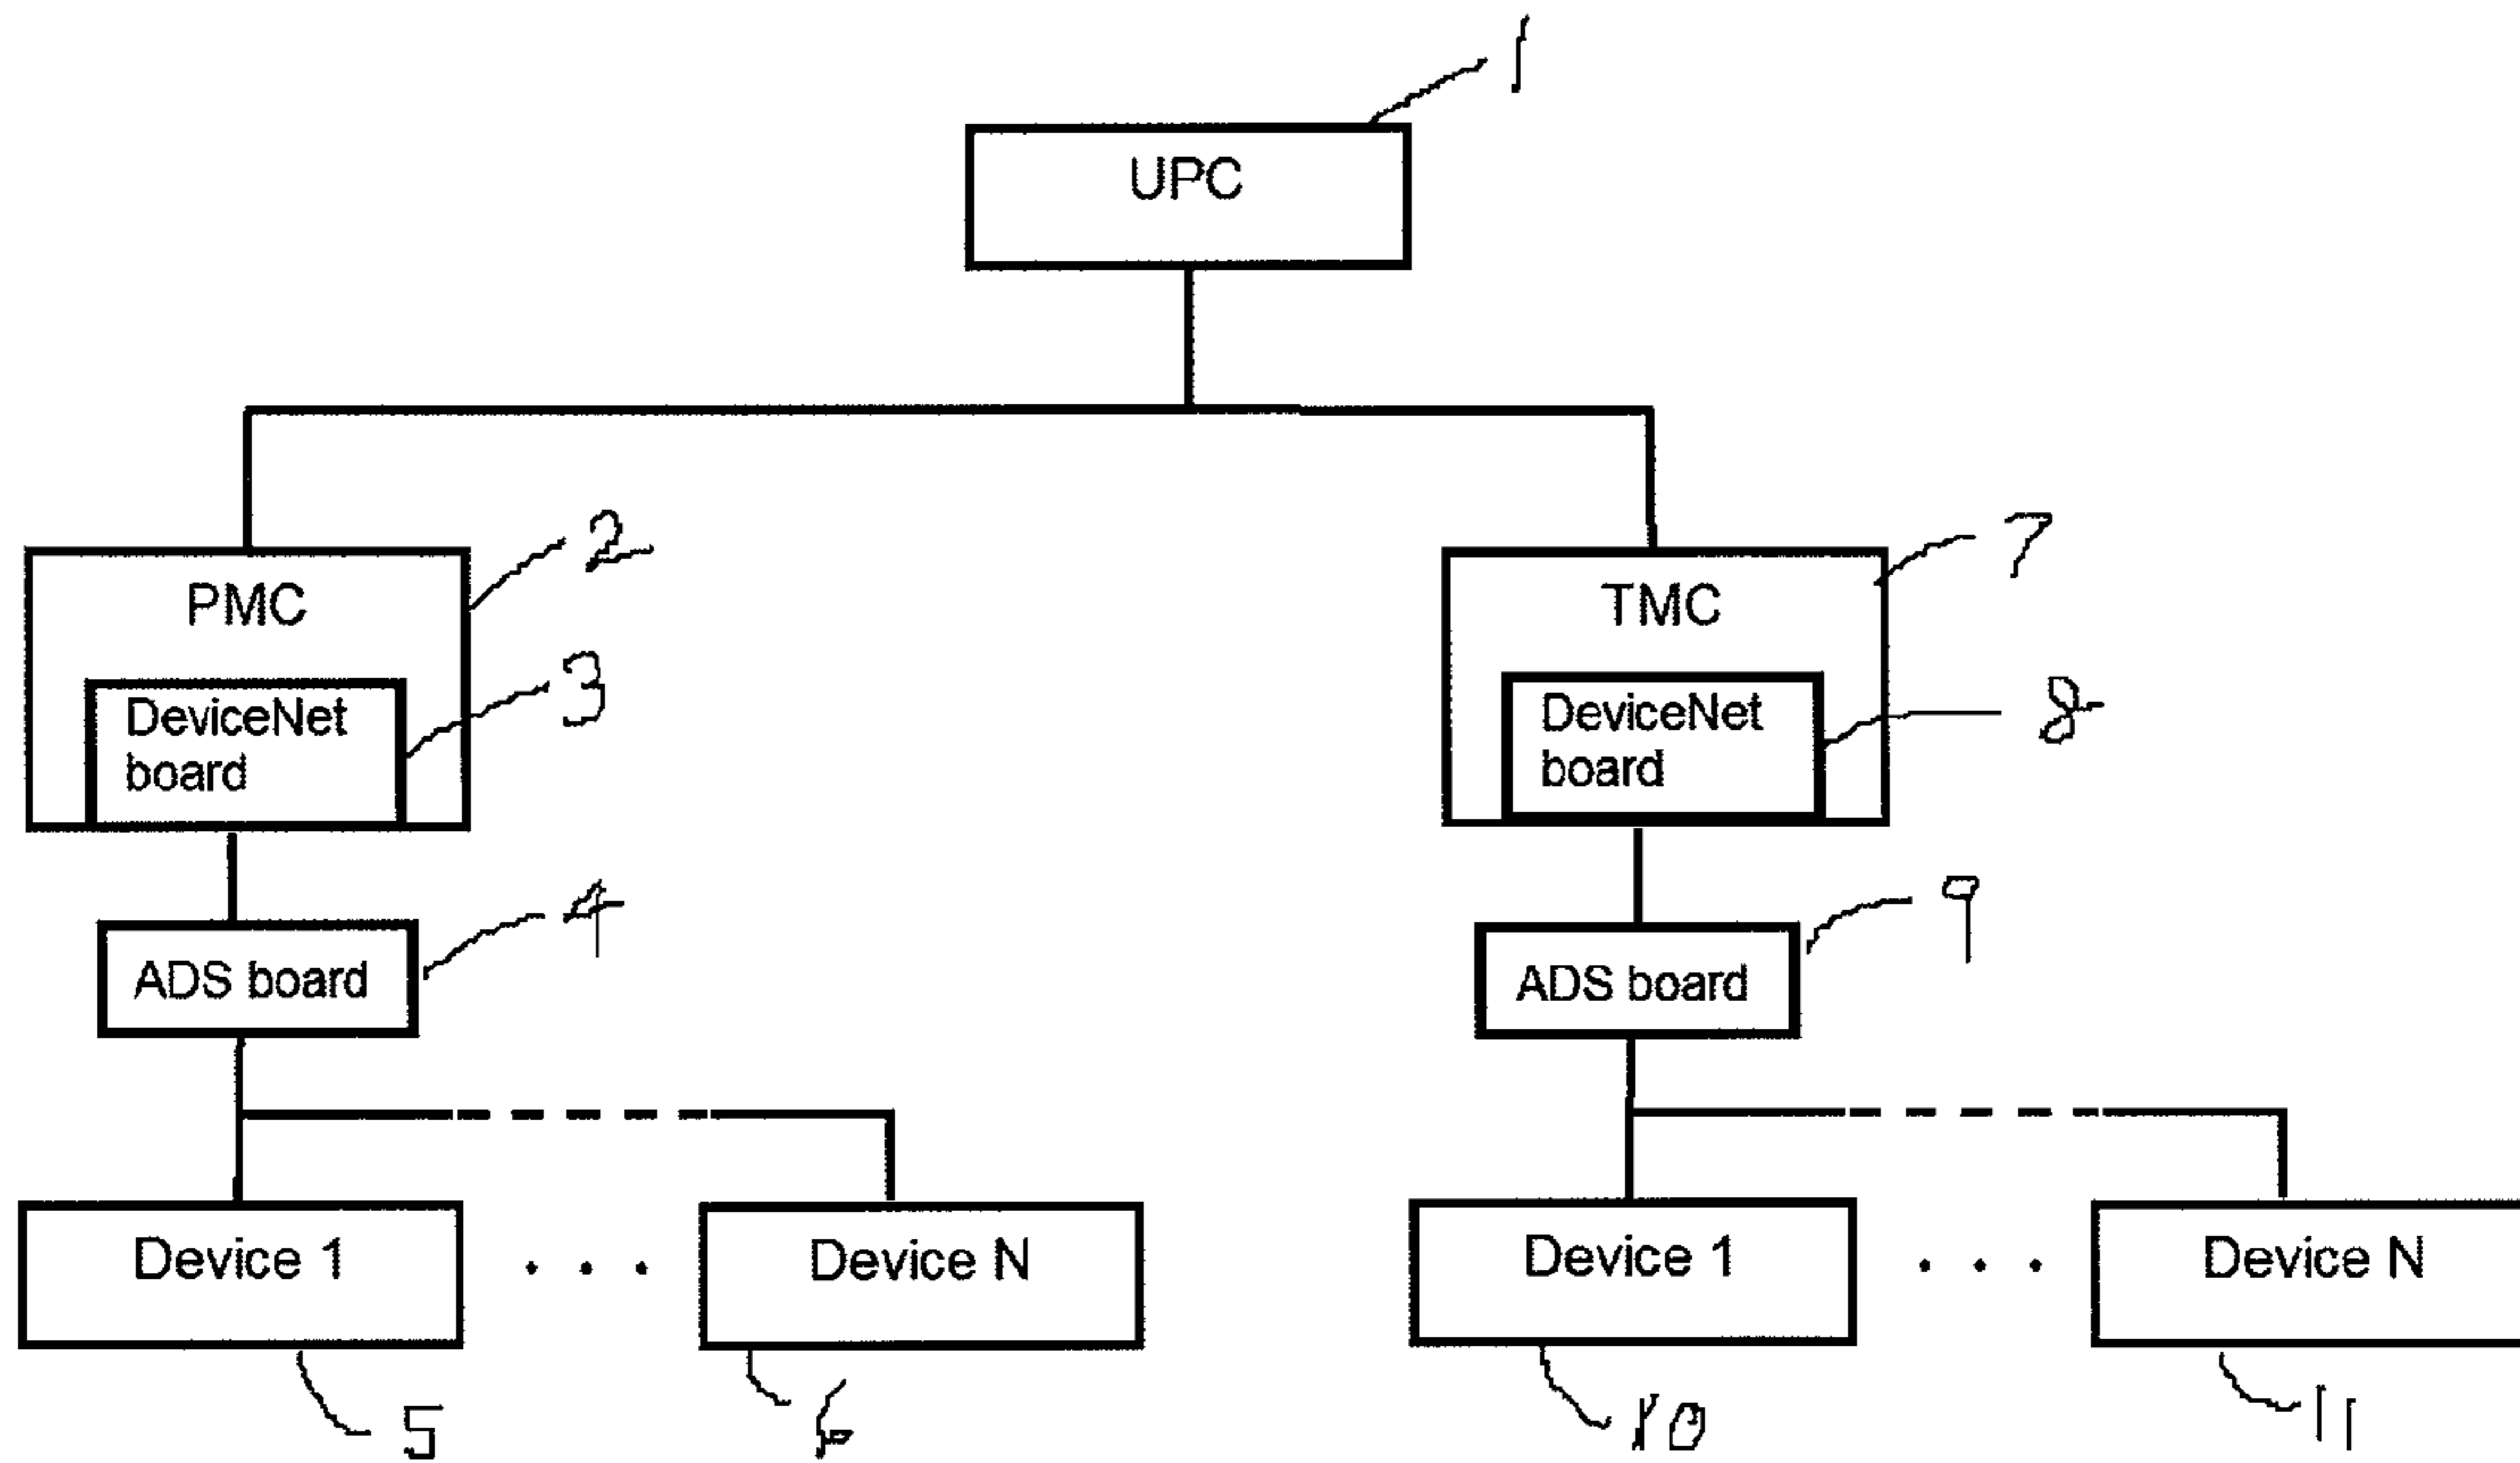 1
UPC
2
PMC
3
DeviceNet
board
7
TMC
8
DeviceNet
board
4
ADS board
9
ADS board
Device 1
. . .
Device N
Device 1
. . .
Device N
5
6
10
11